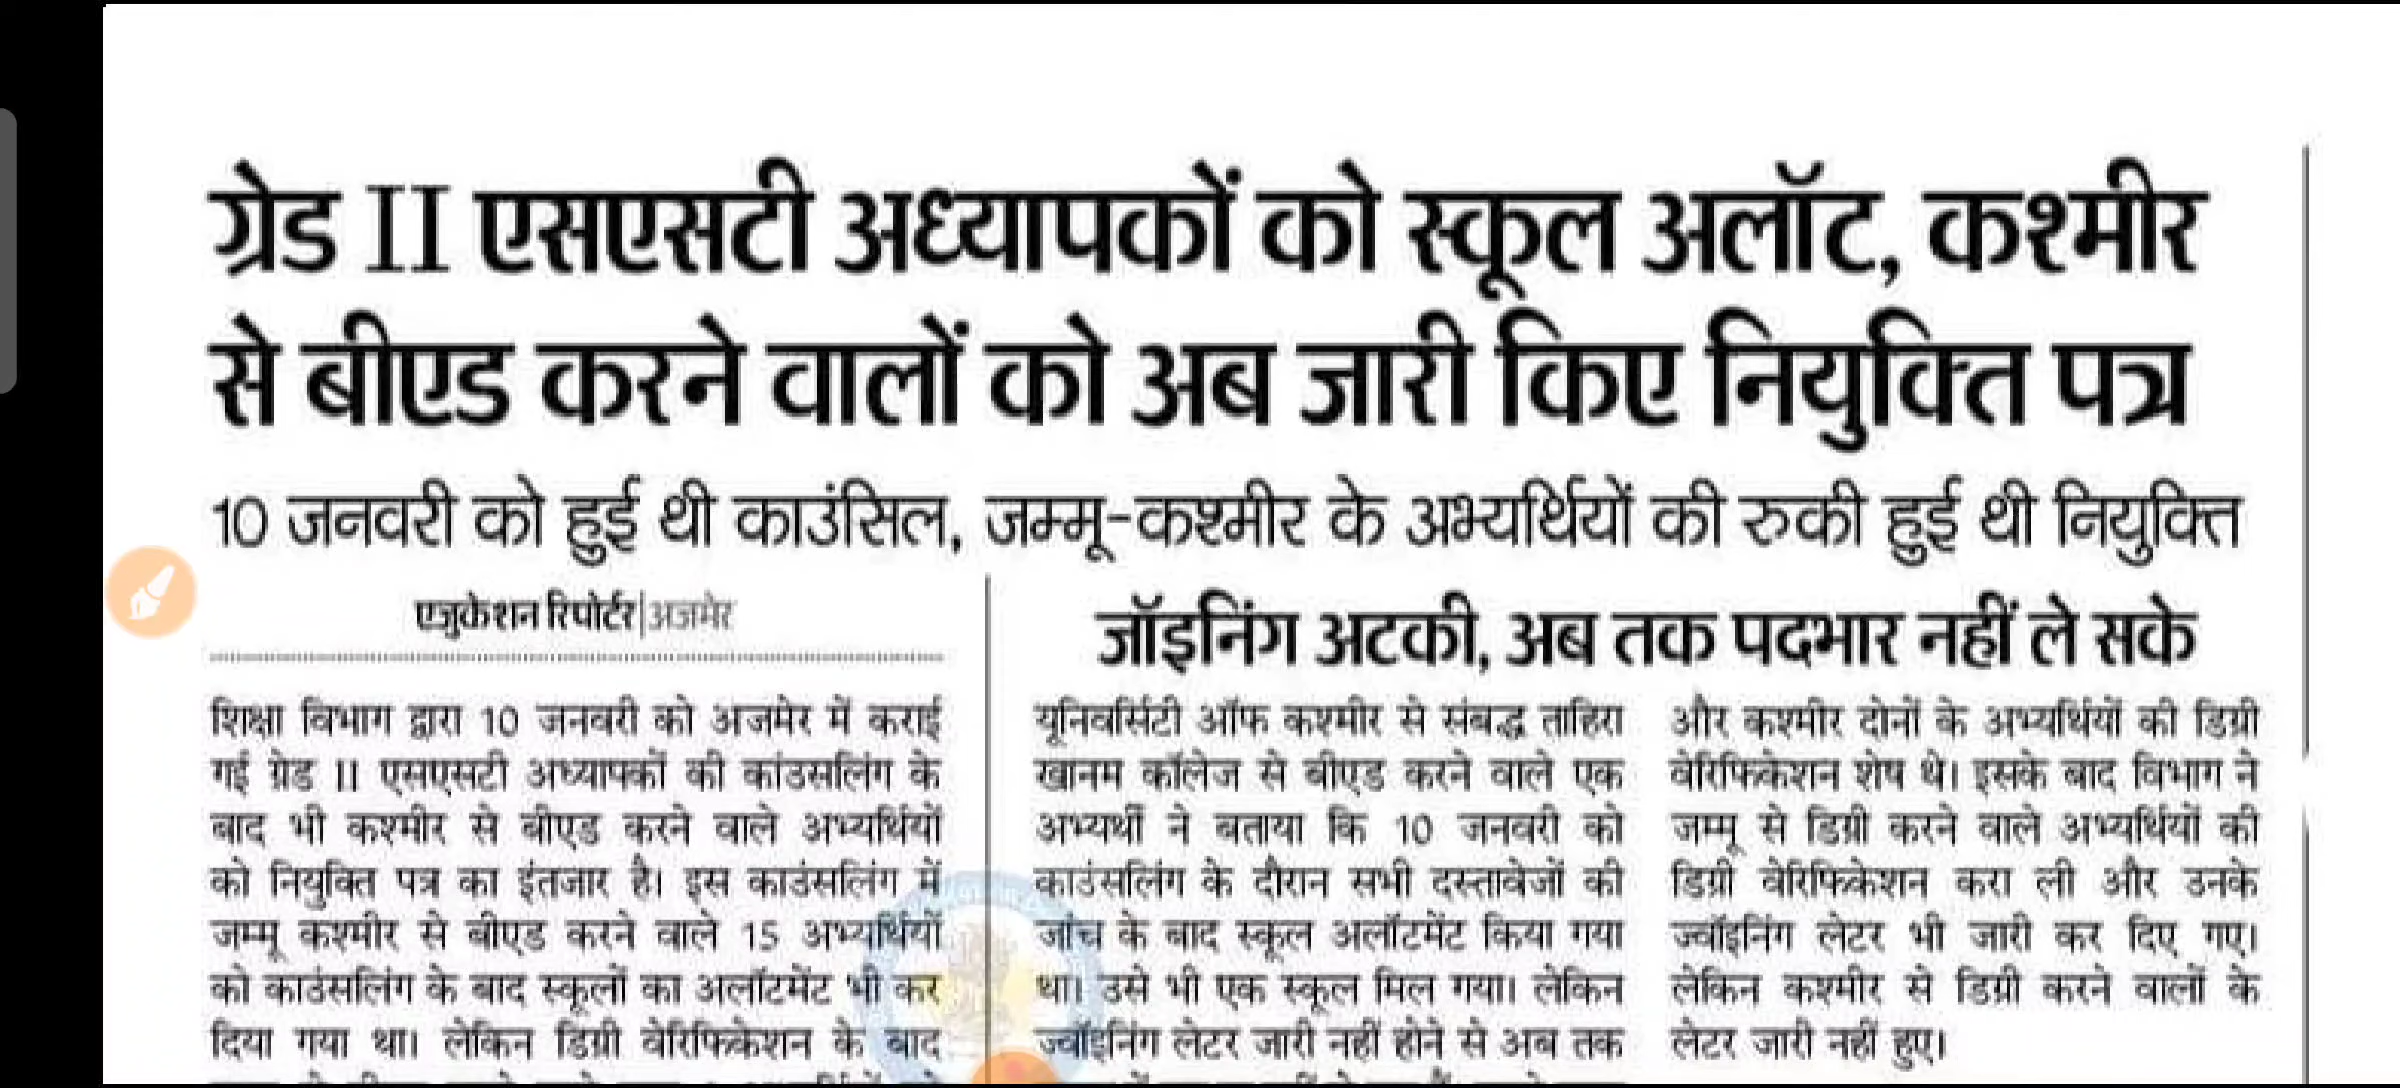 ग्रेड II एसएसटी अध्यापकों को स्कूल अलॉट, कश्मीर
से बीएड करने वालों को अब जारी किए नियुक्ति पत्र
10 जनवरी को हुई थी काउंसिल, जम्मू-कश्मीर के अभ्यर्थियों की रुकी हुई थी नियुक्ति
एजुकेशन रिपोर्टर|अजमेर
शिक्षा विभाग द्वारा 10 जनवरी को अजमेर में कराई
गई ग्रेड II एसएसटी अध्यापकों की कांउसलिंग के
बाद भी कश्मीर से बीएड करने वाले अभ्यर्थियों
को नियुक्ति पत्र का इंतजार है। इस काउंसलिंग में
जम्मू कश्मीर से बीएड करने वाले 15 अभ्यर्थियों
को काउंसलिंग के बाद स्कूलों का अलॉटमेंट भी कर
दिया गया था। लेकिन डिग्री वेरिफिकेशन के बाद
जॉइनिंग अटकी, अब तक पदभार नहीं ले सके
यूनिवर्सिटी ऑफ कश्मीर से संबद्ध ताहिरा
खानम कॉलेज से बीएड करने वाले एक
अभ्यर्थी ने बताया कि 10 जनवरी को
काउंसलिंग के दौरान सभी दस्तावेजों की
जांच के बाद स्कूल अलॉटमेंट किया गया
था। उसे भी एक स्कूल मिल गया। लेकिन
ज्वॉइनिंग लेटर जारी नहीं होने से अब तक
और कश्मीर दोनों के अभ्यर्थियों की डिग्री
वेरिफिकेशन शेष थे। इसके बाद विभाग ने
जम्मू से डिग्री करने वाले अभ्यर्थियों की
डिग्री वेरिफिकेशन करा ली और उनके
ज्वॉइनिंग लेटर भी जारी कर दिए गए।
लेकिन कश्मीर से डिग्री करने वालों के
लेटर जारी नहीं हुए।